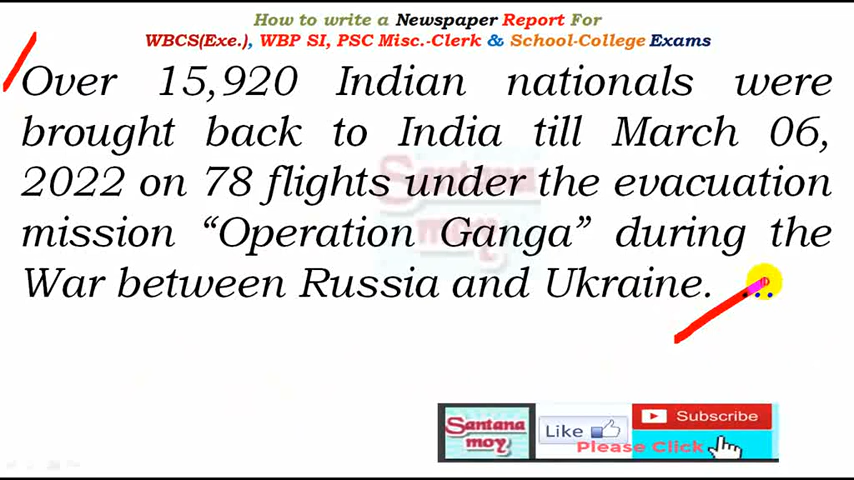 How to write a Newspaper Report For
WBCS(Exe.), WBP SI, PSC Misc.-Clerk & School-College Exams
Over 15,920 Indian nationals were
brought back to India till March 06,
2022 on 78 flights under the evacuation
mission “Operation Ganga” during the
War between Russia and Ukraine. ...
Santana
moy
Santana
moy
Like
Subscribe
Please Click